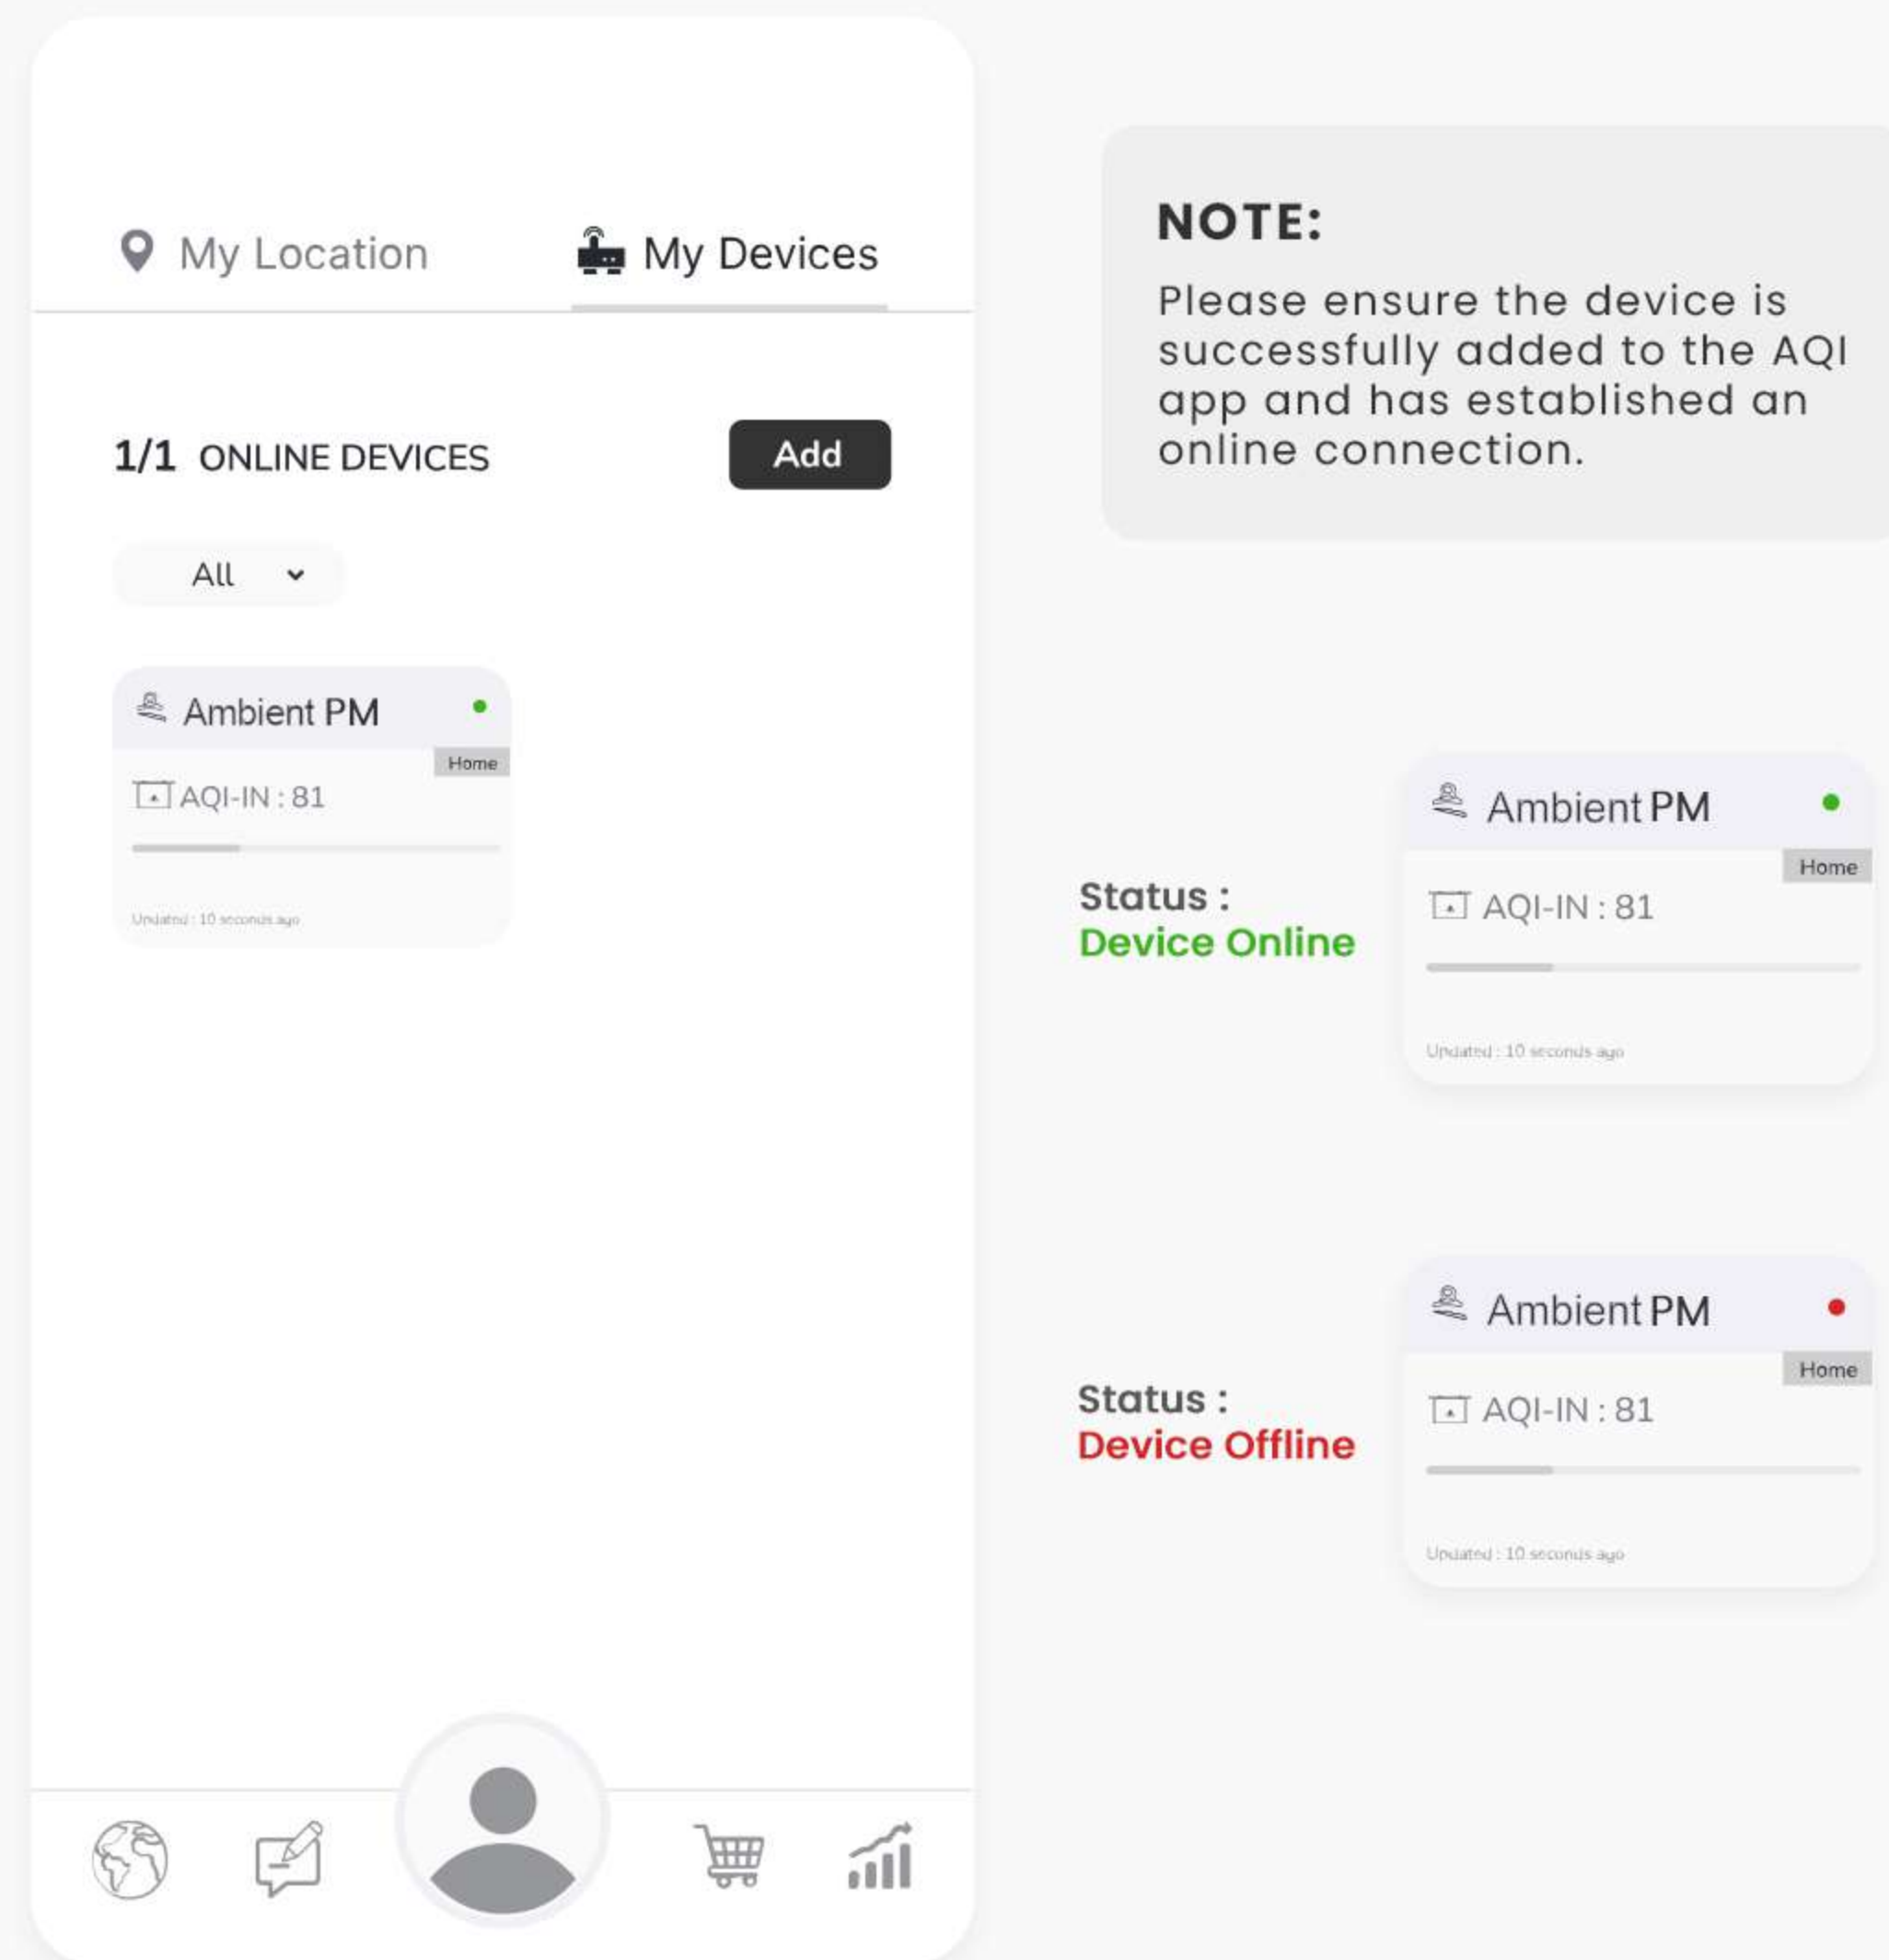 My Location
My Devices
1/1 ONLINE DEVICES
Add
All
Ambient PM
Home
AQI-IN : 81
Updated : 10 seconds ago
NOTE:
Please ensure the device is
successfully added to the AQI
app and has established an
online connection.
Status :
Device Online
Ambient PM
Home
AQI-IN : 81
Updated : 10 seconds ago
Status :
Device Offline
Ambient PM
Home
AQI-IN : 81
Updated : 10 seconds ago